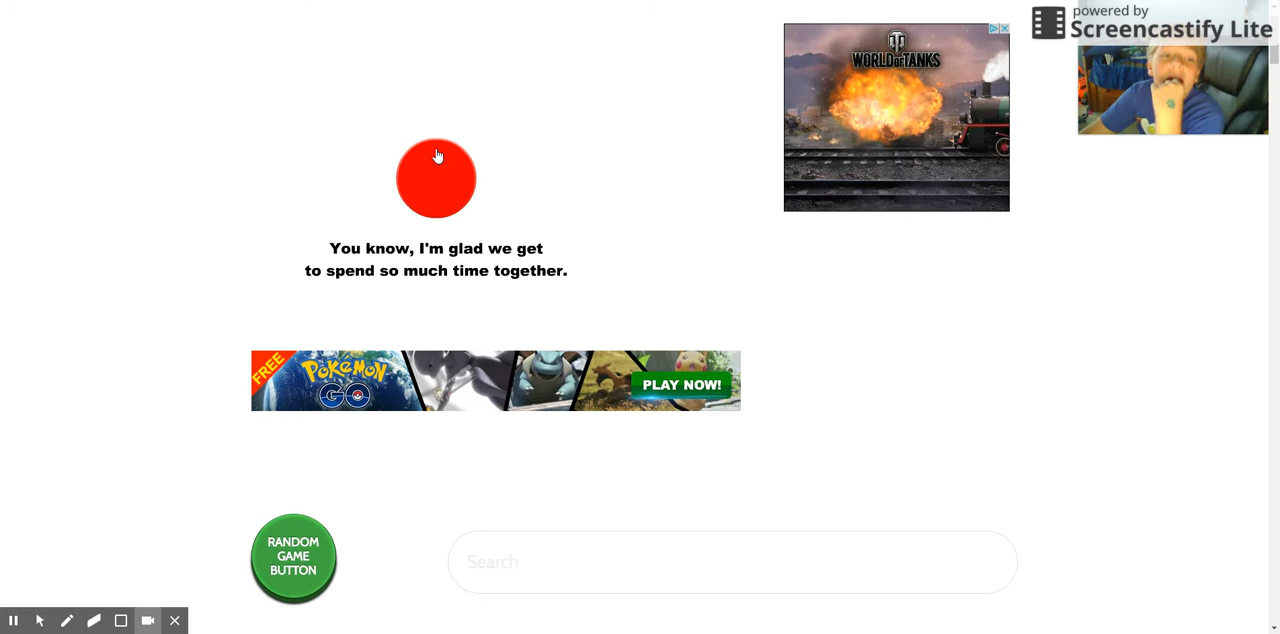 powered by
Screencastify Lite
WORLD OF TANKS
You know, I'm glad we get
to spend so much time together.
FREE
POKÉMON
GO
PLAY NOW!
RANDOM
GAME
BUTTON
Search